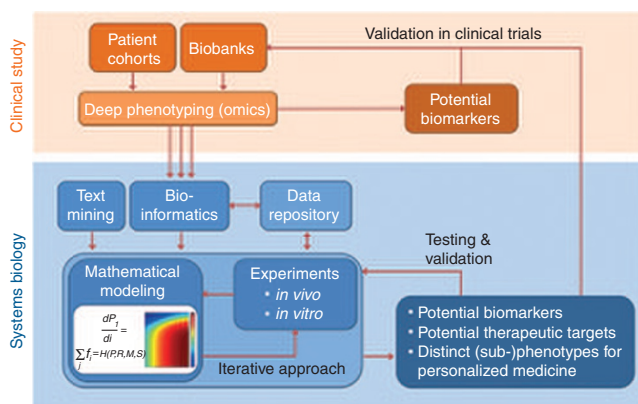 Clinical study
Patient
cohorts
Biobanks
Validation in clinical trials
Deep phenotyping (omics)
Potential
biomarkers
Systems biology
Text
mining
Bio-
informatics
Data
repository
Testing &
validation
Mathematical
modeling
Experiments
• in vivo
• in vitro
dP1
di
=
∑ fi = H(P,R,M,S)
j
Iterative approach
• Potential biomarkers
• Potential therapeutic targets
• Distinct (sub-)phenotypes for
personalized medicine